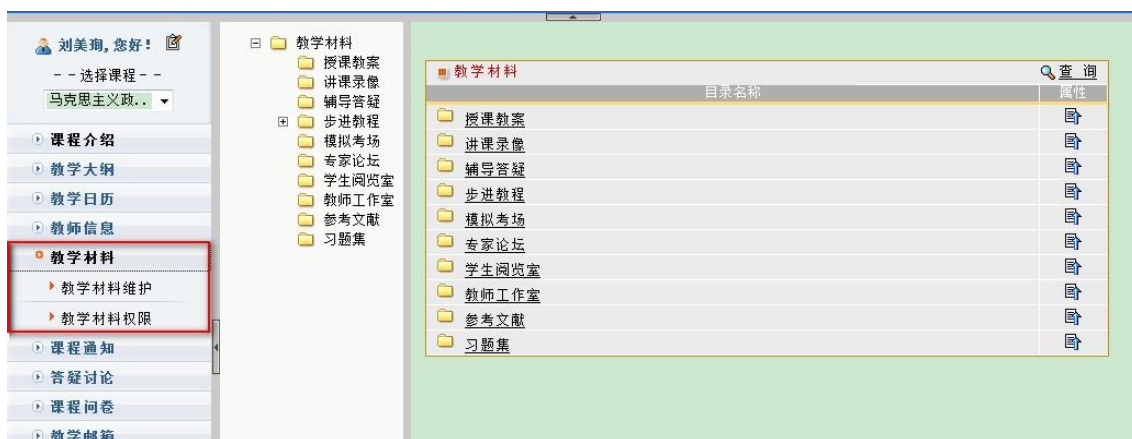 刘美珣, 您好!
- - 选择课程 - -
马克思主义政..
课程介绍
教学大纲
教学日历
教师信息
教学材料
教学材料维护
教学材料权限
课程通知
答疑讨论
课程问卷
教学邮箱
教学材料
授课教案
讲课录像
辅导答疑
步进教程
模拟考场
专家论坛
学生阅览室
教师工作室
参考文献
习题集
教学材料 查 询
目录名称 属性
授课教案
讲课录像
辅导答疑
步进教程
模拟考场
专家论坛
学生阅览室
教师工作室
参考文献
习题集